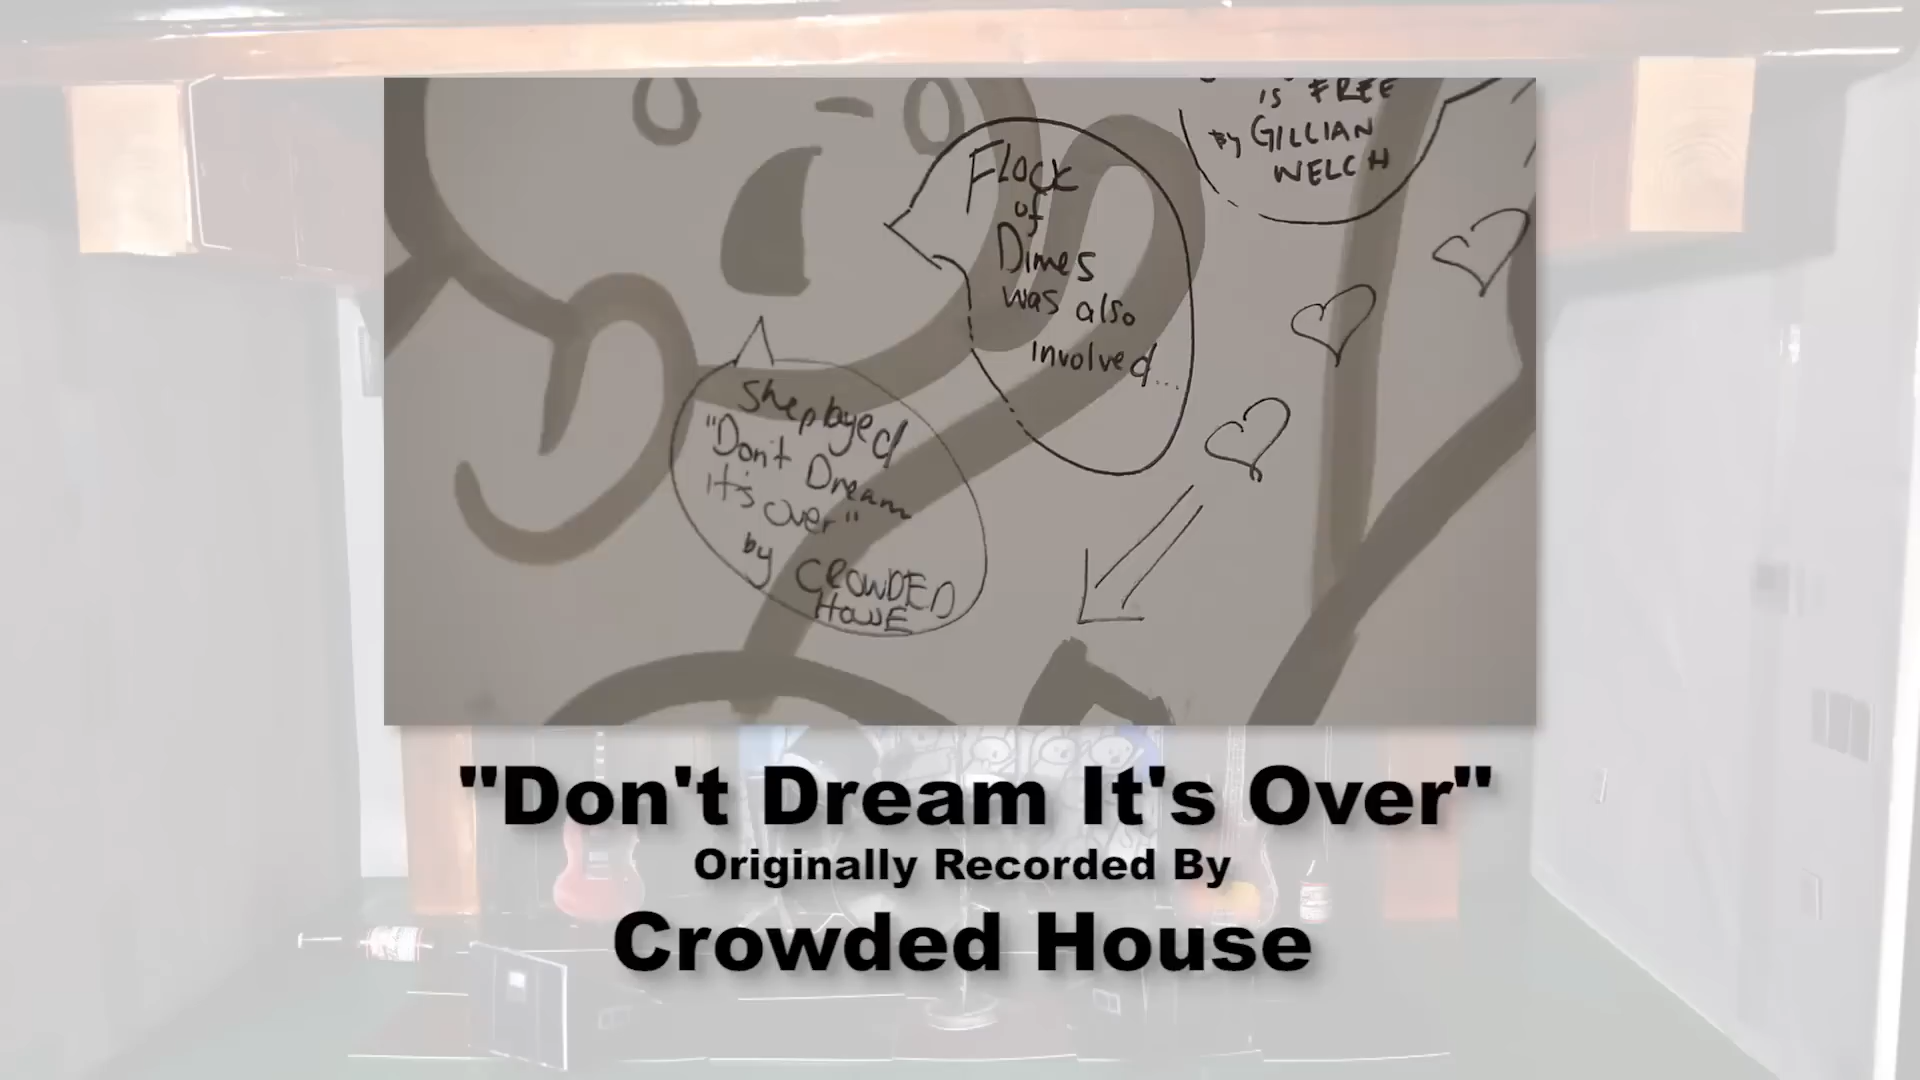 is FREE
by GILLIAN
WELCH
Flock
of
Dimes
was also
involved...
She played
"Don't Dream
it's over"
by CROWDED
HOUSE
"Don't Dream It's Over"
Originally Recorded By
Crowded House